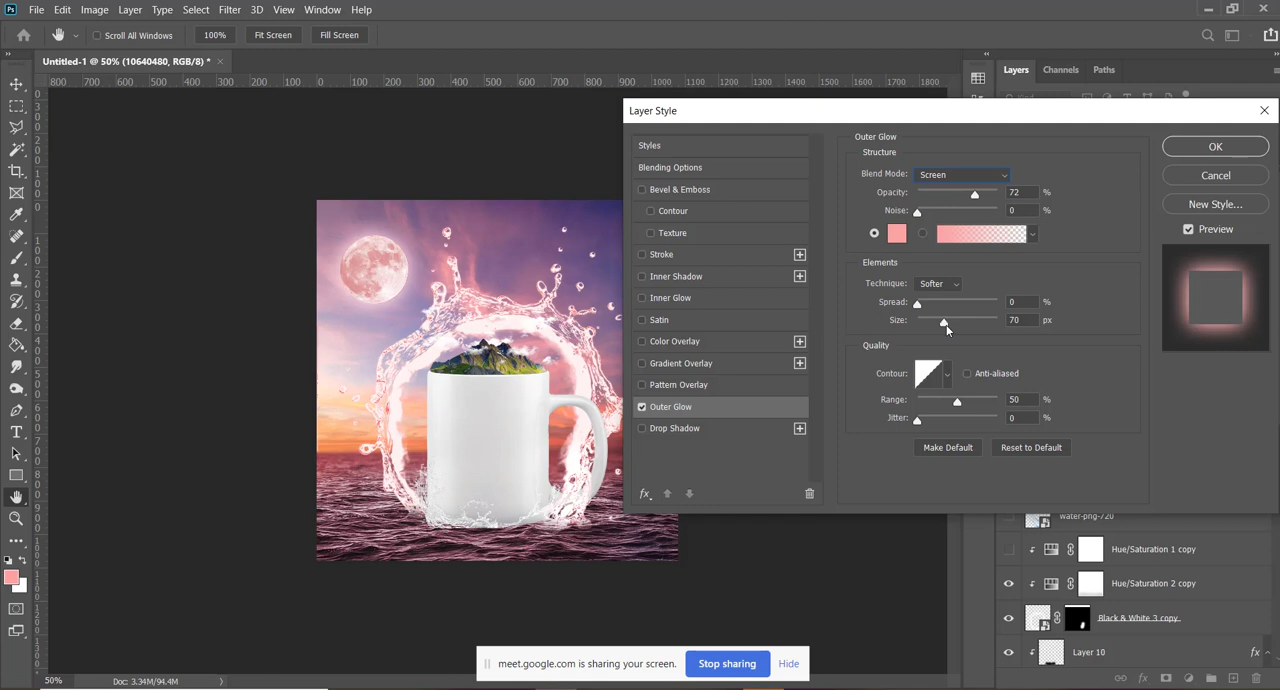 Ps File Edit Image Layer Type Select Filter 3D View Window Help
Scroll All Windows 100% Fit Screen Fill Screen
Untitled-1 @ 50% (10640480, RGB/8) * ×
800 700 600 500 400 300 200 100 0 100 200 300 400 500 600 700 800 900 1000 1100 1200 1300 1400 1500 1600 1700 1800
Layers Channels Paths
Layer Style
Styles
Blending Options
Bevel & Emboss
Contour
Texture
Stroke
Inner Shadow
Inner Glow
Satin
Color Overlay
Gradient Overlay
Pattern Overlay
Outer Glow
Drop Shadow
fx
Outer Glow
Structure
Blend Mode: Screen
Opacity: 72 %
Noise: 0 %
Elements
Technique: Softer
Spread: 0 %
Size: 70 px
Quality
Contour: Anti-aliased
Range: 50 %
Jitter: 0 %
Make Default Reset to Default
OK
Cancel
New Style...
Preview
water-png-720
Hue/Saturation 1 copy
Hue/Saturation 2 copy
Black & White 3 copy
Layer 10 fx
meet.google.com is sharing your screen. Stop sharing Hide
50% Doc: 3.34M/94.4M